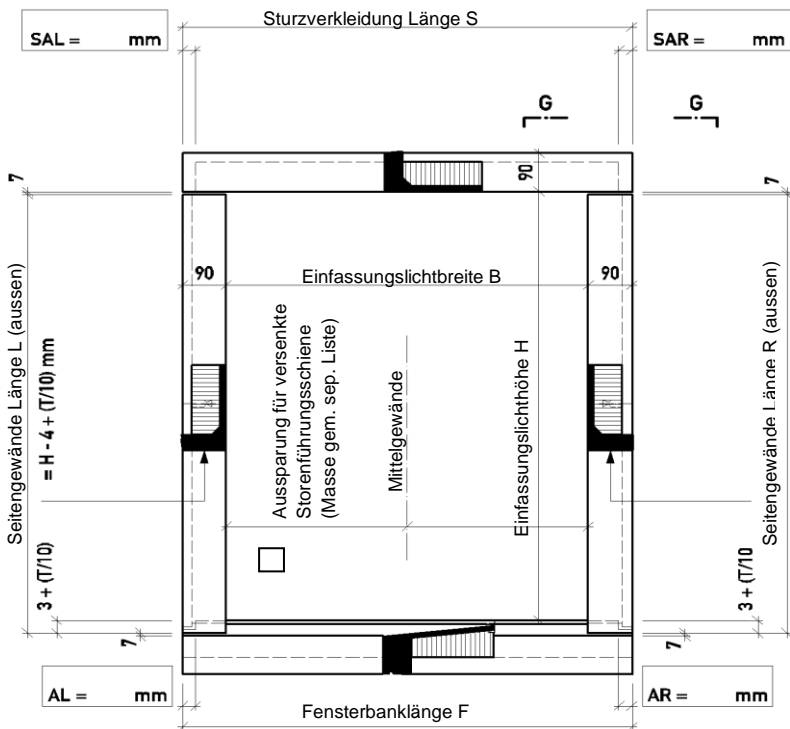 Sturzverkleidung Länge S
SAL = mm
SAR = mm
G
G
7
90
7
90
Einfassungslichtbreite B
90
Seitengewände Länge L (aussen)
= H - 4 + (T/10) mm
Aussparung für versenkte
Storenführungsschiene
(Masse gem. sep. Liste)
Mittelgewände
Einfassungslichthöhe H
Seitengewände Länge R (aussen)
3 + (T/10)
3 + (T/10
7
7
AL = mm
AR = mm
Fensterbanklänge F